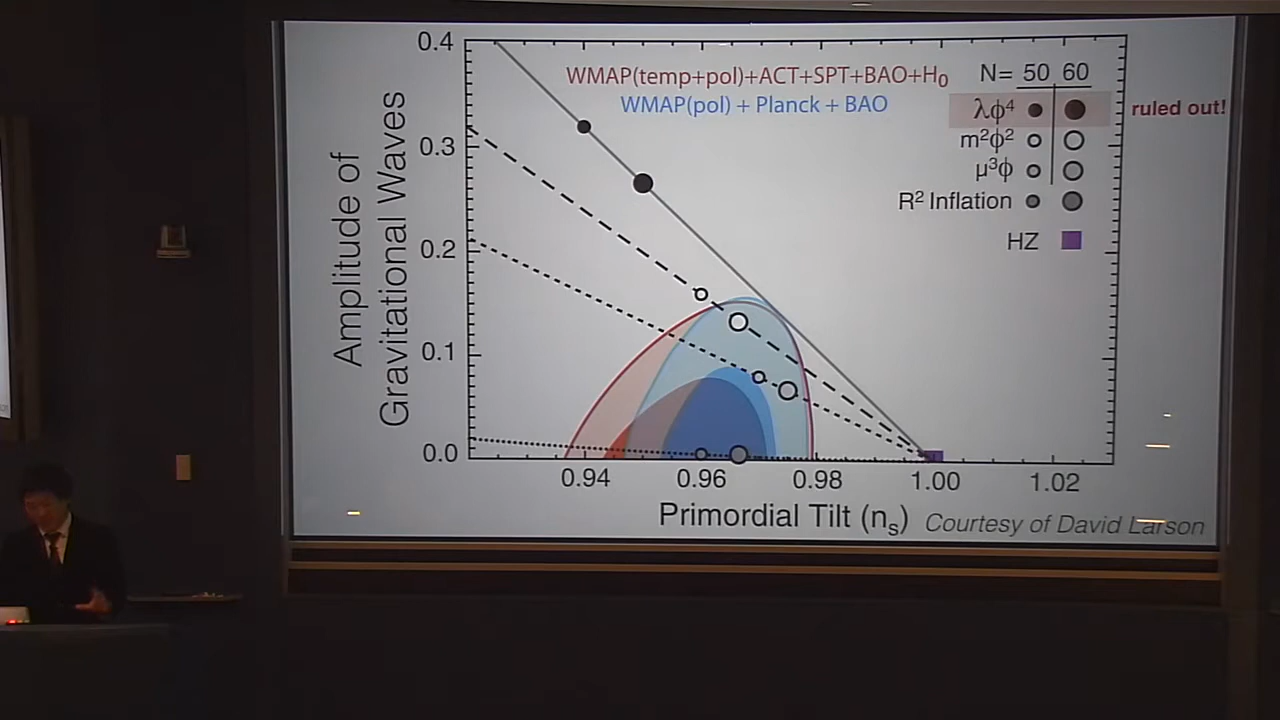 0.4
0.3
0.2
0.1
0.0
Amplitude of
Gravitational Waves
WMAP(temp+pol)+ACT+SPT+BAO+H₀
WMAP(pol) + Planck + BAO
N= 50 60
λϕ⁴
ruled out!
m²ϕ²
μ³ϕ
R² Inflation
HZ
0.94 0.96 0.98 1.00 1.02
Primordial Tilt (nₛ)
Courtesy of David Larson